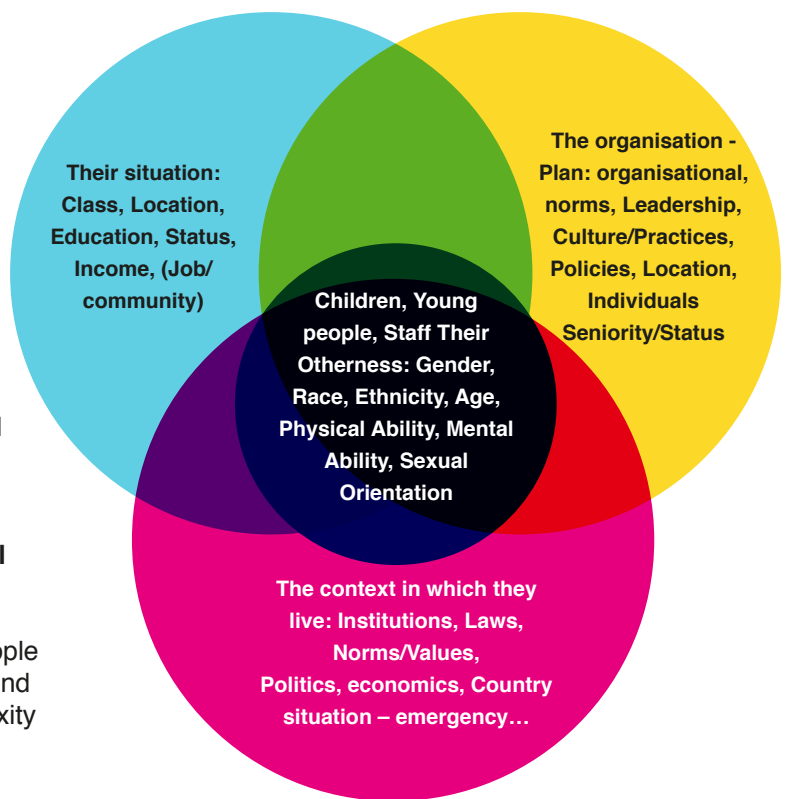 Their situation:
Class, Location,
Education, Status,
Income, (Job/
community)
The organisation -
Plan: organisational,
norms, Leadership,
Culture/Practices,
Policies, Location,
Individuals
Seniority/Status
Children, Young
people, Staff Their
Otherness: Gender,
Race, Ethnicity, Age,
Physical Ability, Mental
Ability, Sexual
Orientation
The context in which they
live: Institutions, Laws,
Norms/Values,
Politics, economics, Country
situation – emergency…